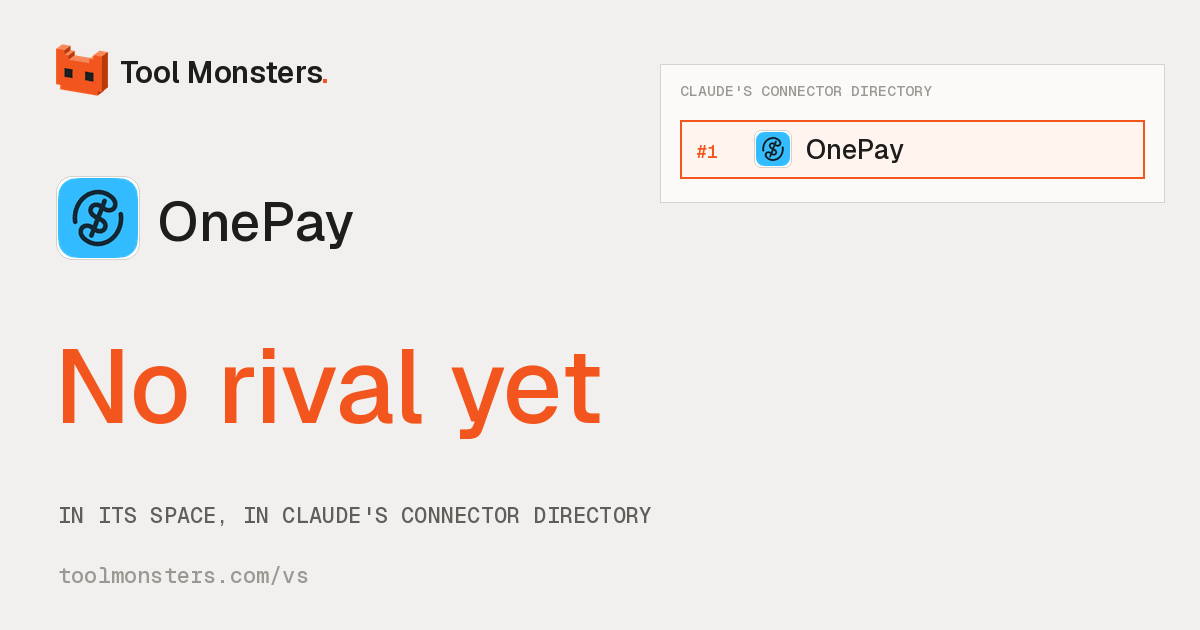 Tool Monsters.
OnePay
No rival yet
IN ITS SPACE, IN CLAUDE'S CONNECTOR DIRECTORY
toolmonsters.com/vs
CLAUDE'S CONNECTOR DIRECTORY
#1 OnePay